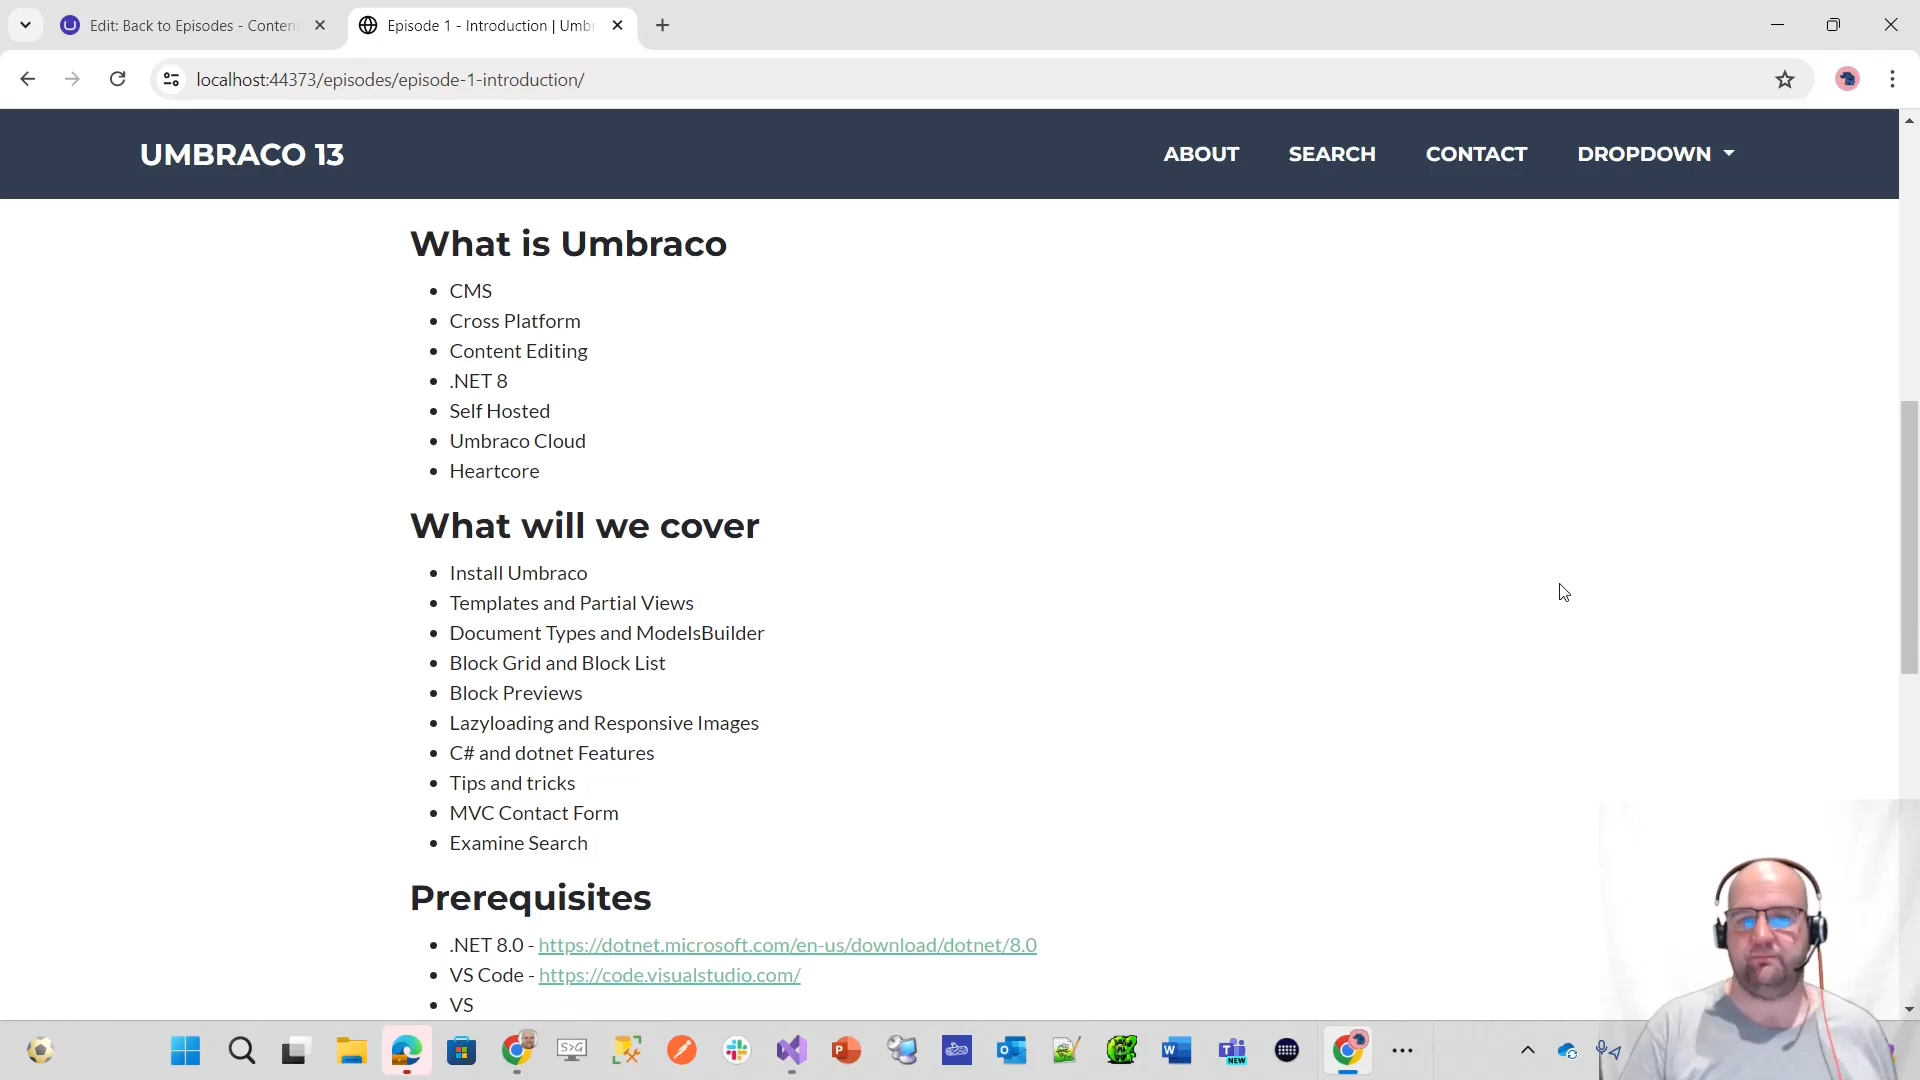 Edit: Back to Episodes - Conten
Episode 1 - Introduction | Umbr
localhost:44373/episodes/episode-1-introduction/
UMBRACO 13
ABOUT
SEARCH
CONTACT
DROPDOWN
What is Umbraco
CMS
Cross Platform
Content Editing
.NET 8
Self Hosted
Umbraco Cloud
Heartcore
What will we cover
Install Umbraco
Templates and Partial Views
Document Types and ModelsBuilder
Block Grid and Block List
Block Previews
Lazyloading and Responsive Images
C# and dotnet Features
Tips and tricks
MVC Contact Form
Examine Search
Prerequisites
.NET 8.0 - https://dotnet.microsoft.com/en-us/download/dotnet/8.0
VS Code - https://code.visualstudio.com/
VS
S>G
NEW